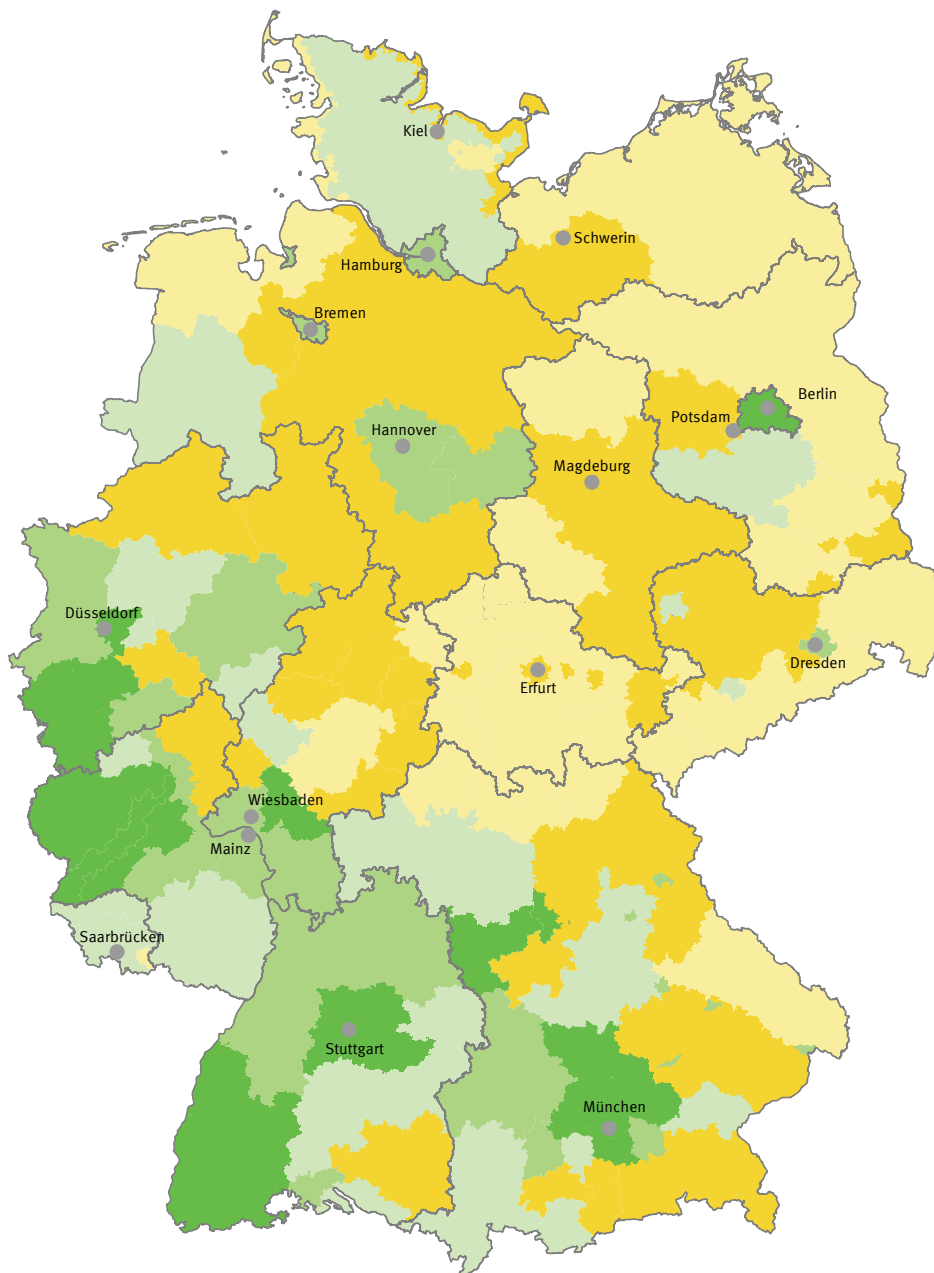 Kiel
Schwerin
Hamburg
Bremen
Berlin
Potsdam
Hannover
Magdeburg
Düsseldorf
Dresden
Erfurt
Wiesbaden
Mainz
Saarbrücken
Stuttgart
München